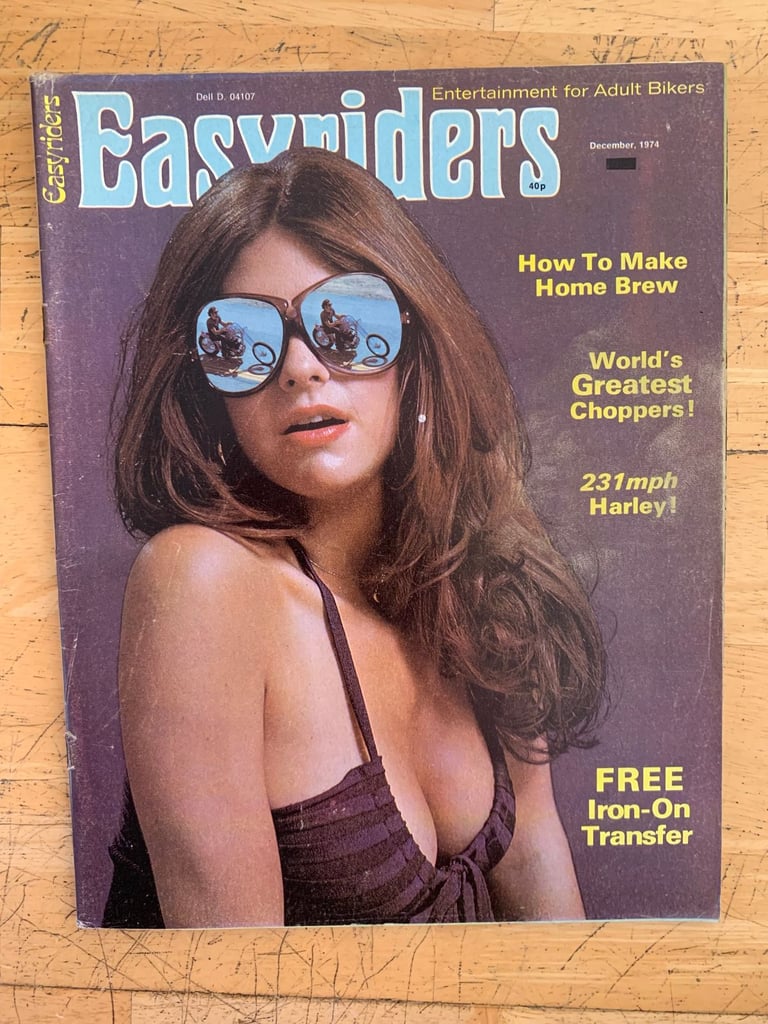 Easyriders
Dell D. 04107
Entertainment for Adult Bikers
Easyriders
40p
December, 1974
How To Make
Home Brew
World's
Greatest
Choppers!
231mph
Harley!
FREE
Iron-On
Transfer